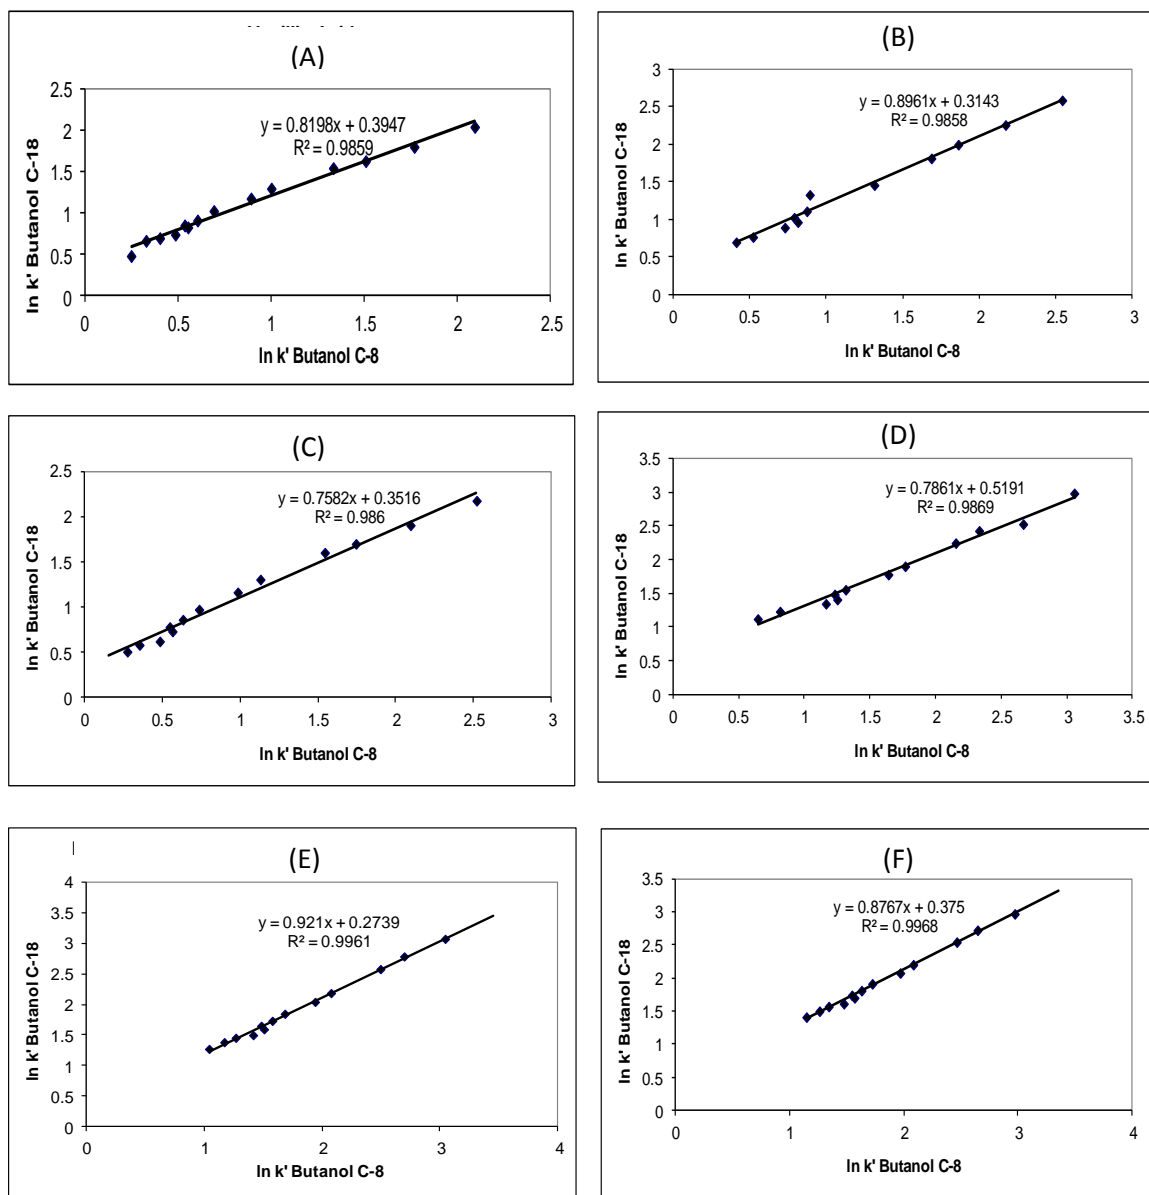 (A)
y = 0.8198x + 0.3947
R² = 0.9859
2.5
2
1.5
1
0.5
0
0
0.5
1
1.5
2
2.5
ln k' Butanol C-18
ln k' Butanol C-8
(B)
y = 0.8961x + 0.3143
R² = 0.9858
3
2.5
2
1.5
1
0.5
0
0
0.5
1
1.5
2
2.5
3
ln k' Butanol C-18
ln k' Butanol C-8
(C)
y = 0.7582x + 0.3516
R² = 0.986
2.5
2
1.5
1
0.5
0
0
0.5
1
1.5
2
2.5
3
ln k' Butanol C-18
ln k' Butanol C-8
(D)
y = 0.7861x + 0.5191
R² = 0.9869
3.5
3
2.5
2
1.5
1
0.5
0
0
0.5
1
1.5
2
2.5
3
3.5
ln k' Butanol C-18
ln k' Butanol C-8
(E)
y = 0.921x + 0.2739
R² = 0.9961
4
3.5
3
2.5
2
1.5
1
0.5
0
0
1
2
3
4
ln k' Butanol C-18
ln k' Butanol C-8
(F)
y = 0.8767x + 0.375
R² = 0.9968
3.5
3
2.5
2
1.5
1
0.5
0
0
1
2
3
4
ln k' Butanol C-18
ln k' Butanol C-8